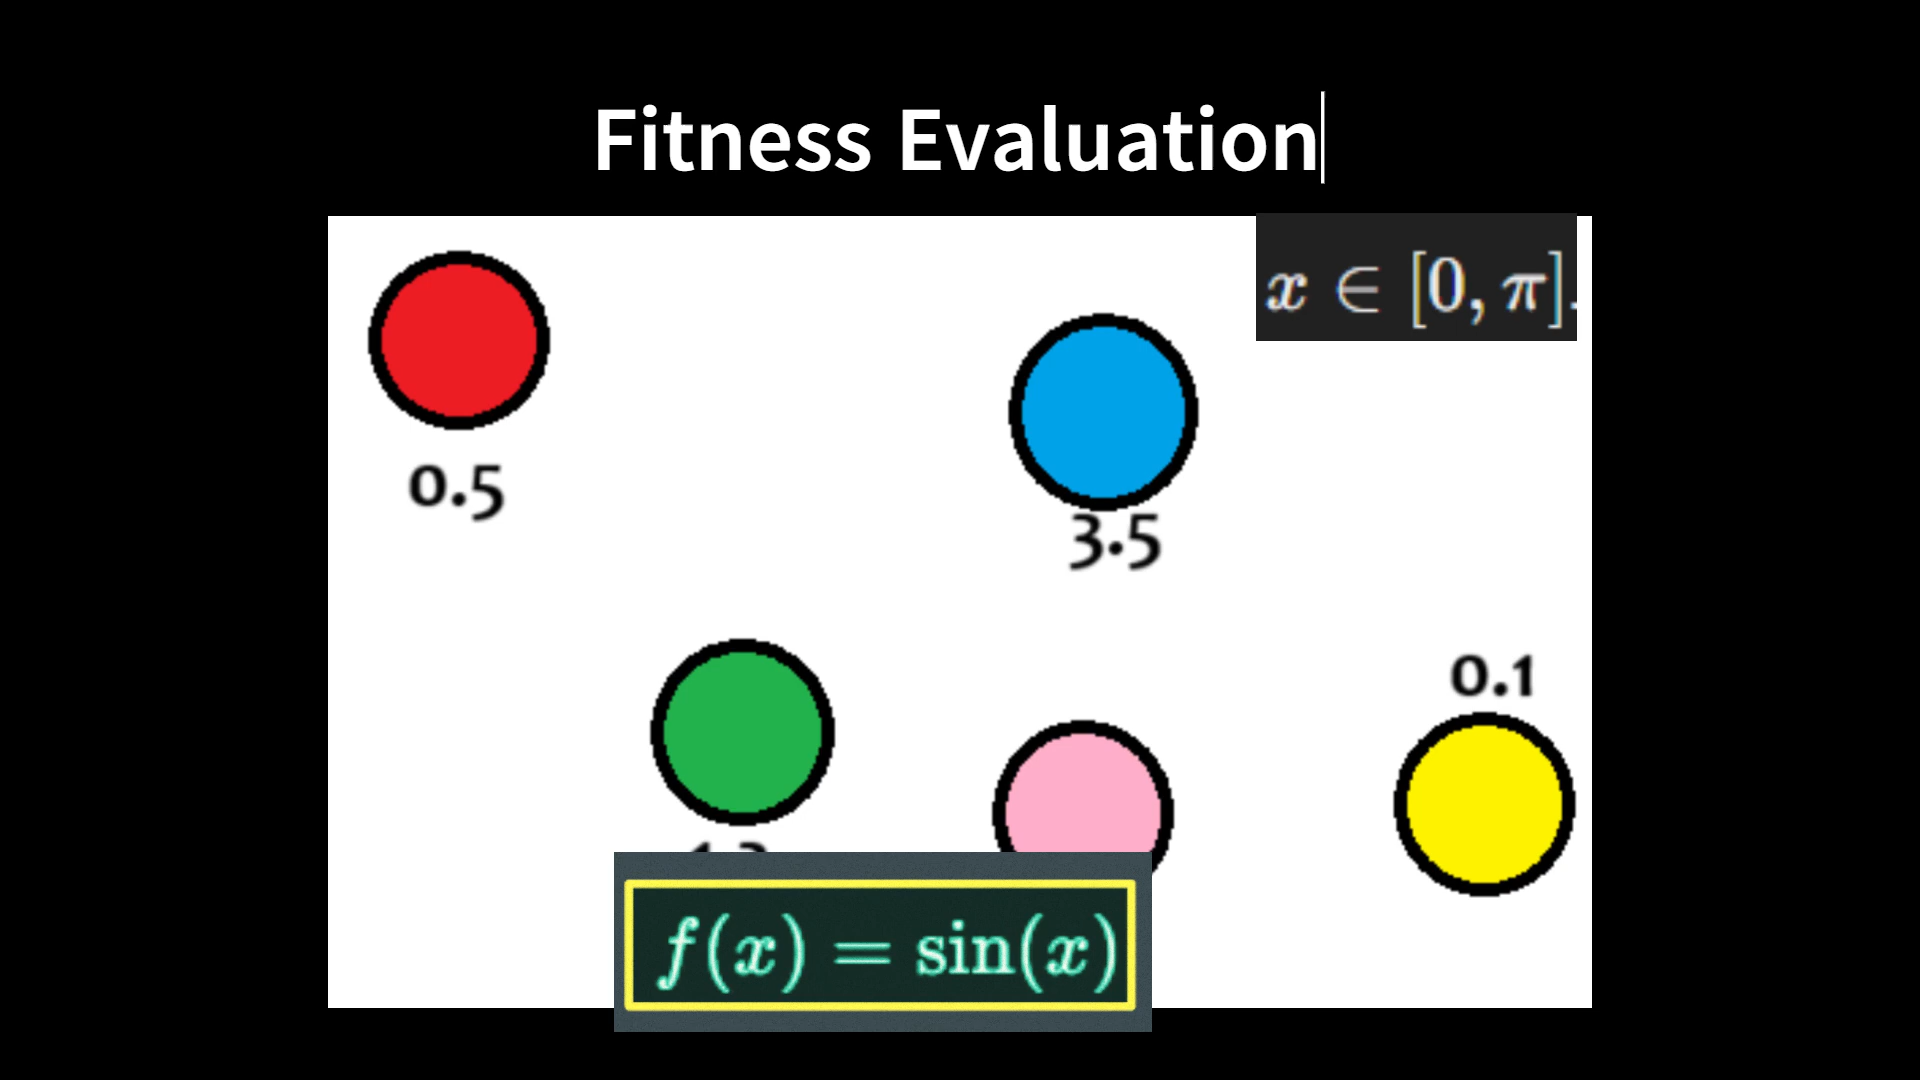 Fitness Evaluation
x ∈ [0, π].
0.5
3.5
0.1
f(x) = sin(x)